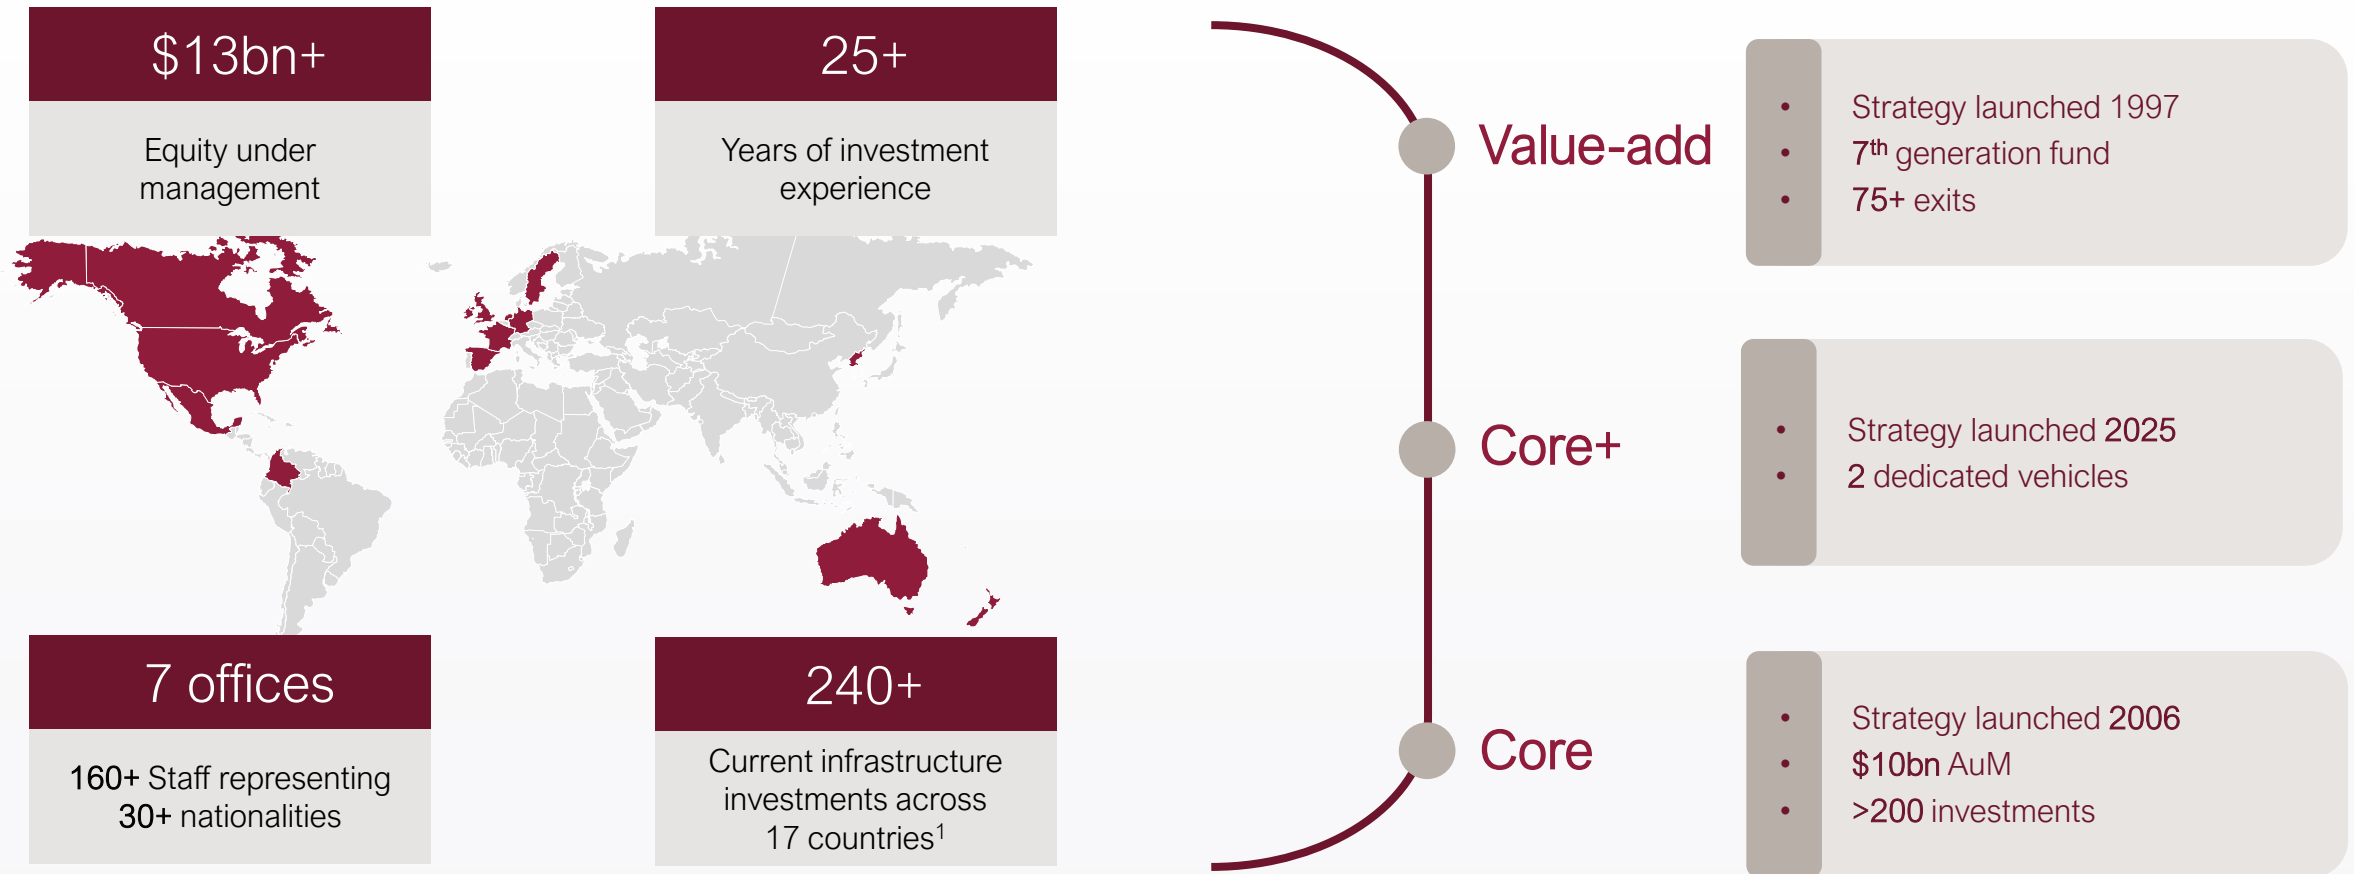 $13bn+
Equity under
management
25+
Years of investment
experience
7 offices
160+ Staff representing
30+ nationalities
240+
Current infrastructure
investments across
17 countries¹
Value-add
• Strategy launched 1997
• 7th generation fund
• 75+ exits
Core+
• Strategy launched 2025
• 2 dedicated vehicles
Core
• Strategy launched 2006
• $10bn AuM
• >200 investments